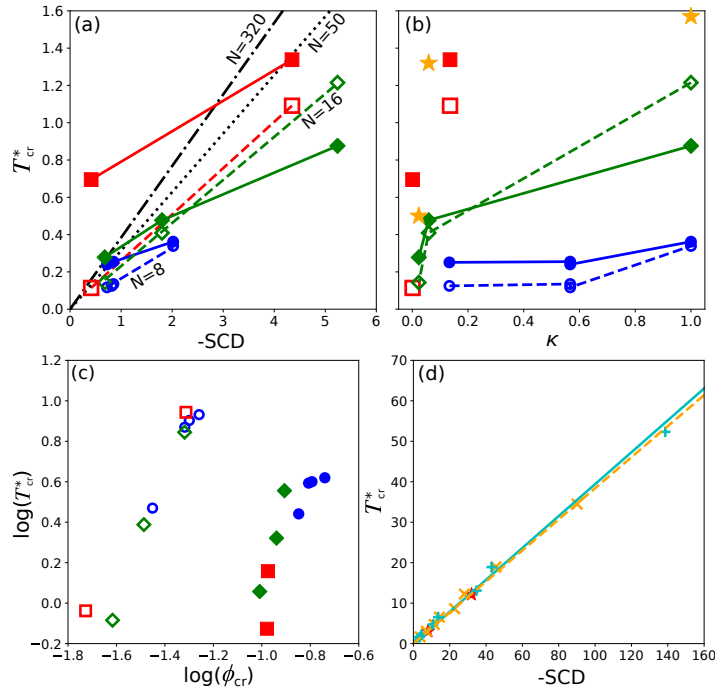 (a)
1.6
1.4
1.2
1.0
0.8
0.6
0.4
0.2
0.0
T*cr
N=320
N=50
N=16
N=8
0 1 2 3 4 5 6
-SCD
(b)
0.0 0.2 0.4 0.6 0.8 1.0
κ
(c)
1.2
1.0
0.8
0.6
0.4
0.2
0.0
−0.2
log(T*cr)
−1.8 −1.6 −1.4 −1.2 −1.0 −0.8 −0.6
log(ϕcr)
(d)
70
60
50
40
30
20
10
0
T*cr
0 20 40 60 80 100 120 140 160
-SCD